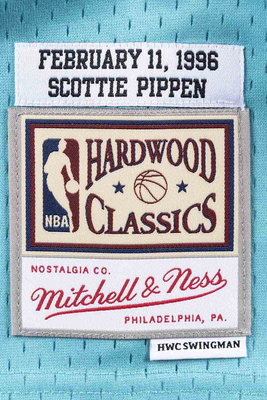 FEBRUARY 11, 1996
SCOTTIE PIPPEN
NBA
HARDWOOD
CLASSICS
NOSTALGIA CO.
Mitchell & Ness
PHILADELPHIA, PA.
HWC SWINGMAN